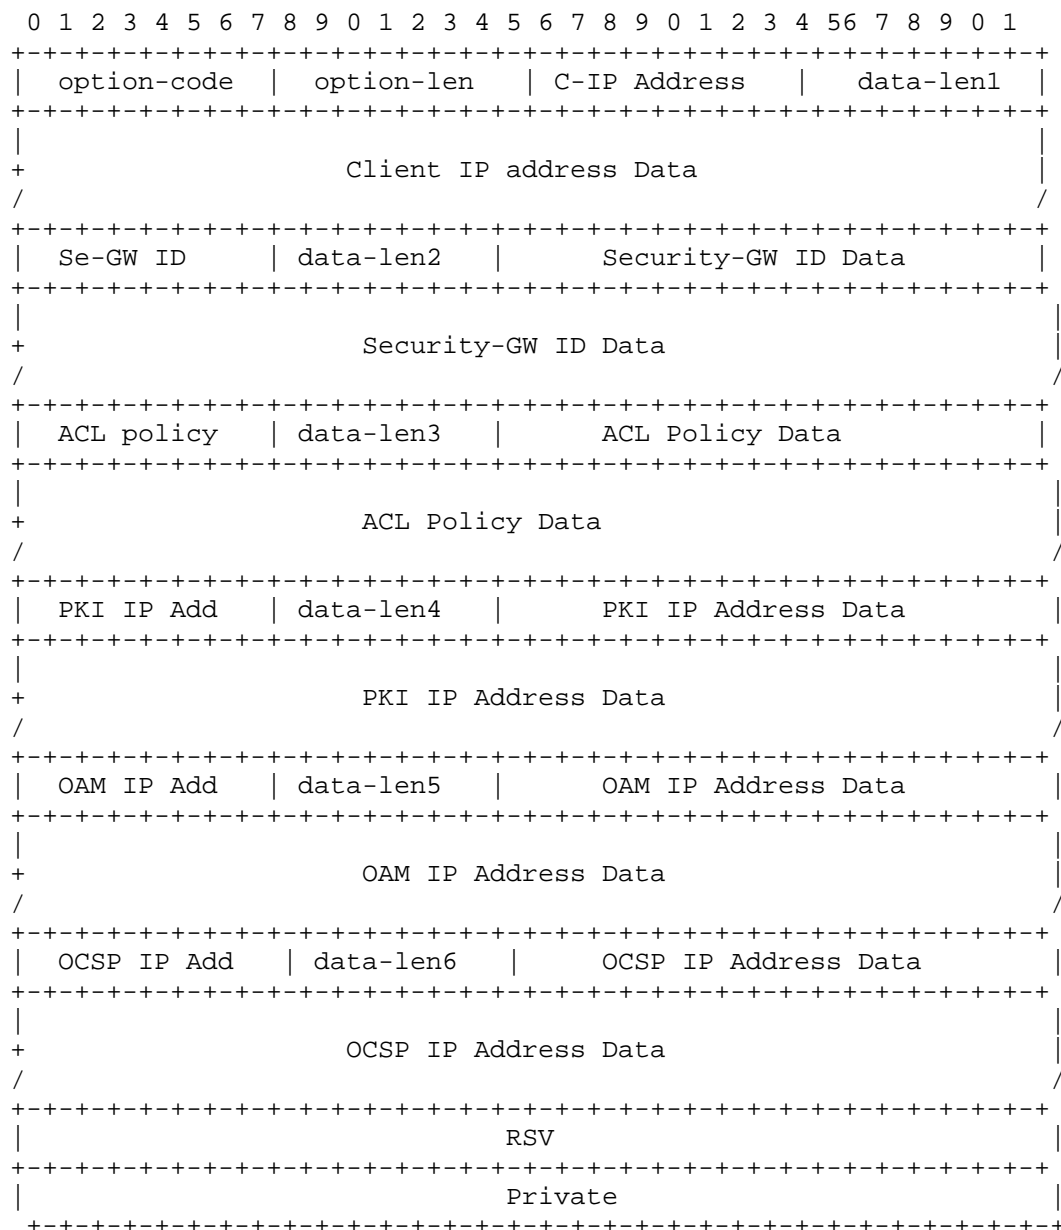 0 1 2 3 4 5 6 7 8 9 0 1 2 3 4 5 6 7 8 9 0 1 2 3 4 56 7 8 9 0 1
+-+-+-+-+-+-+-+-+-+-+-+-+-+-+-+-+-+-+-+-+-+-+-+-+-+-+-+-+-+-+-+-+
| option-code | option-len | C-IP Address | data-len1 |
+-+-+-+-+-+-+-+-+-+-+-+-+-+-+-+-+-+-+-+-+-+-+-+-+-+-+-+-+-+-+-+-+
| |
+ Client IP address Data |
/ /
+-+-+-+-+-+-+-+-+-+-+-+-+-+-+-+-+-+-+-+-+-+-+-+-+-+-+-+-+-+-+-+-+
| Se-GW ID | data-len2 | Security-GW ID Data |
+-+-+-+-+-+-+-+-+-+-+-+-+-+-+-+-+-+-+-+-+-+-+-+-+-+-+-+-+-+-+-+-+
| |
+ Security-GW ID Data |
/ /
+-+-+-+-+-+-+-+-+-+-+-+-+-+-+-+-+-+-+-+-+-+-+-+-+-+-+-+-+-+-+-+-+
| ACL policy | data-len3 | ACL Policy Data |
+-+-+-+-+-+-+-+-+-+-+-+-+-+-+-+-+-+-+-+-+-+-+-+-+-+-+-+-+-+-+-+-+
| |
+ ACL Policy Data |
/ /
+-+-+-+-+-+-+-+-+-+-+-+-+-+-+-+-+-+-+-+-+-+-+-+-+-+-+-+-+-+-+-+-+
| PKI IP Add | data-len4 | PKI IP Address Data |
+-+-+-+-+-+-+-+-+-+-+-+-+-+-+-+-+-+-+-+-+-+-+-+-+-+-+-+-+-+-+-+-+
| |
+ PKI IP Address Data |
/ /
+-+-+-+-+-+-+-+-+-+-+-+-+-+-+-+-+-+-+-+-+-+-+-+-+-+-+-+-+-+-+-+-+
| OAM IP Add | data-len5 | OAM IP Address Data |
+-+-+-+-+-+-+-+-+-+-+-+-+-+-+-+-+-+-+-+-+-+-+-+-+-+-+-+-+-+-+-+-+
| |
+ OAM IP Address Data |
/ /
+-+-+-+-+-+-+-+-+-+-+-+-+-+-+-+-+-+-+-+-+-+-+-+-+-+-+-+-+-+-+-+-+
| OCSP IP Add | data-len6 | OCSP IP Address Data |
+-+-+-+-+-+-+-+-+-+-+-+-+-+-+-+-+-+-+-+-+-+-+-+-+-+-+-+-+-+-+-+-+
| |
+ OCSP IP Address Data |
/ /
+-+-+-+-+-+-+-+-+-+-+-+-+-+-+-+-+-+-+-+-+-+-+-+-+-+-+-+-+-+-+-+-+
| RSV |
+-+-+-+-+-+-+-+-+-+-+-+-+-+-+-+-+-+-+-+-+-+-+-+-+-+-+-+-+-+-+-+-+
| Private |
+-+-+-+-+-+-+-+-+-+-+-+-+-+-+-+-+-+-+-+-+-+-+-+-+-+-+-+-+-+-+-+-+